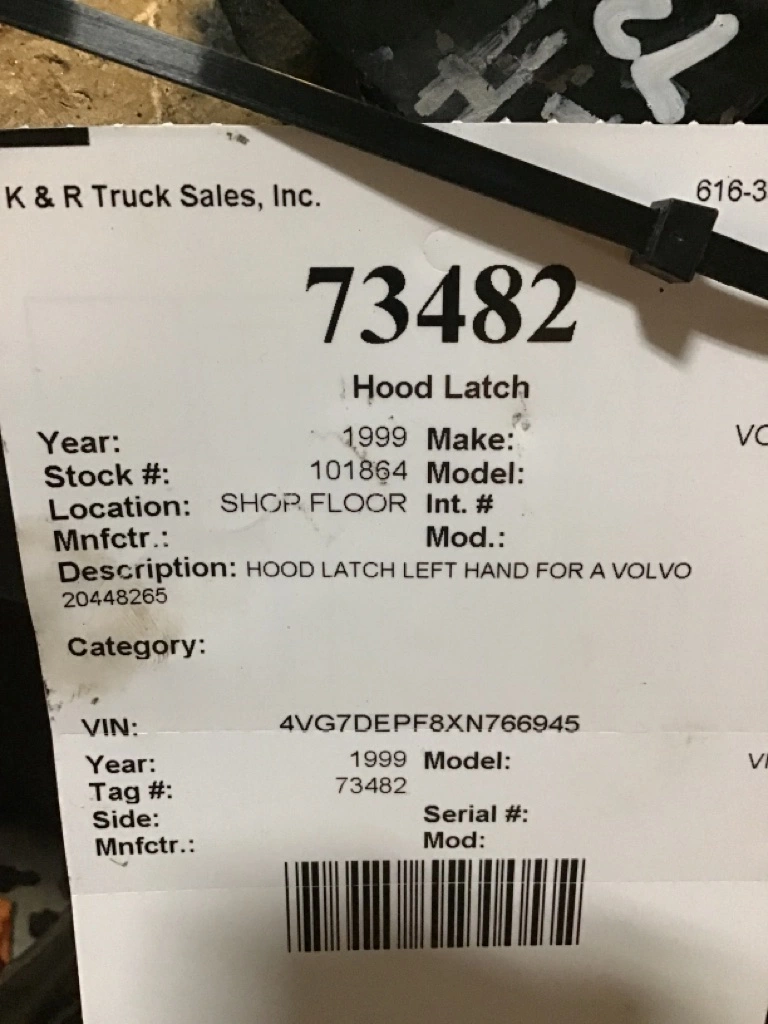 K & R Truck Sales, Inc. 616-3
73482
Hood Latch
Year: 1999 Make: VO
Stock #: 101864 Model:
Location: SHOP FLOOR Int. #
Mnfctr.: Mod.:
Description: HOOD LATCH LEFT HAND FOR A VOLVO
20448265
Category:
VIN: 4VG7DEPF8XN766945
Year: 1999 Model: VN
Tag #: 73482
Side: Serial #:
Mnfctr.: Mod: